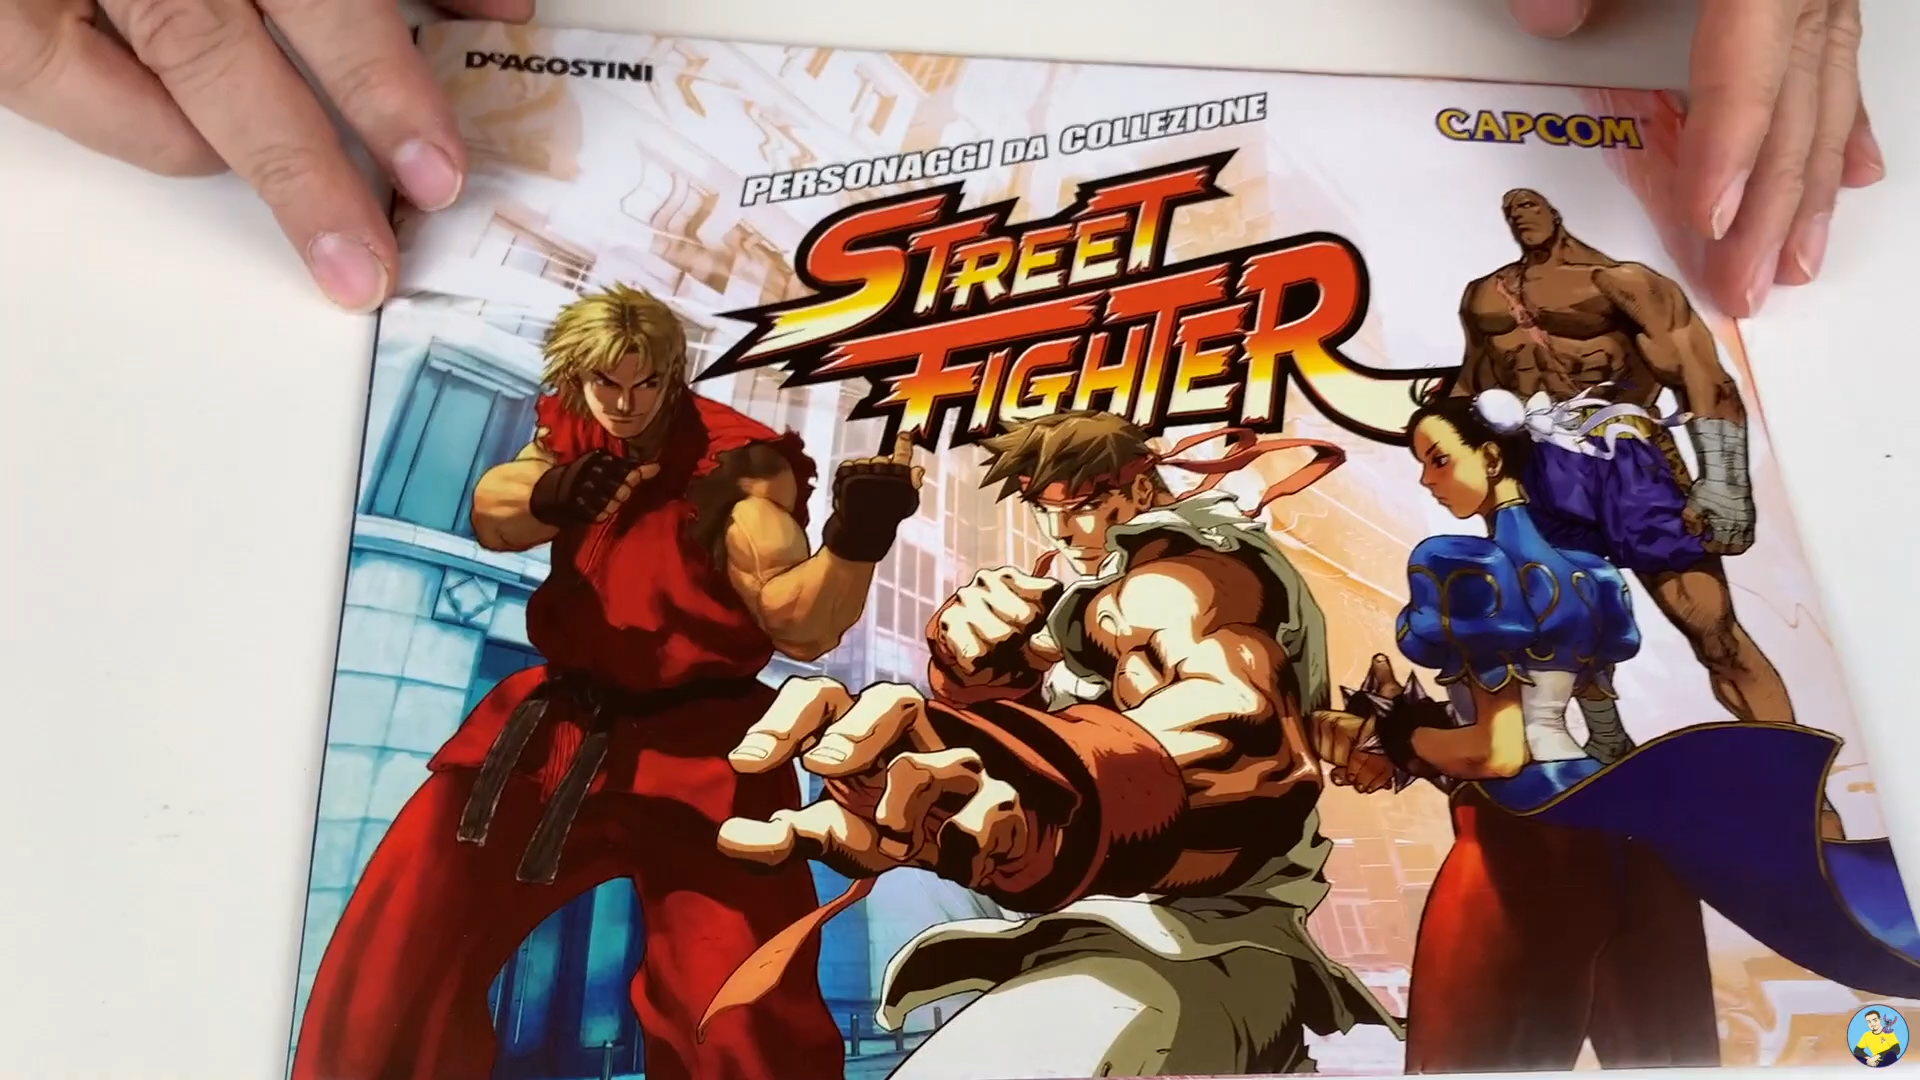 DeAGOSTINI
PERSONAGGI DA COLLEZIONE
CAPCOM
STREET
FIGHTER